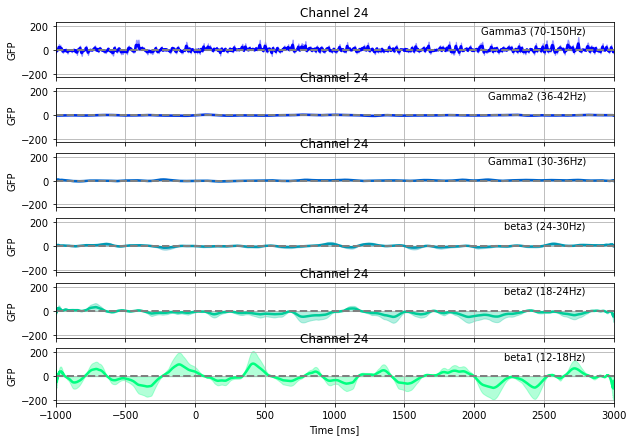 Channel 24
Gamma3 (70-150Hz)
200
0
−200
GFP
Channel 24
Gamma2 (36-42Hz)
200
0
−200
GFP
Channel 24
Gamma1 (30-36Hz)
200
0
−200
GFP
Channel 24
beta3 (24-30Hz)
200
0
−200
GFP
Channel 24
beta2 (18-24Hz)
200
0
−200
GFP
Channel 24
beta1 (12-18Hz)
200
0
−200
GFP
−1000 −500 0 500 1000 1500 2000 2500 3000
Time [ms]